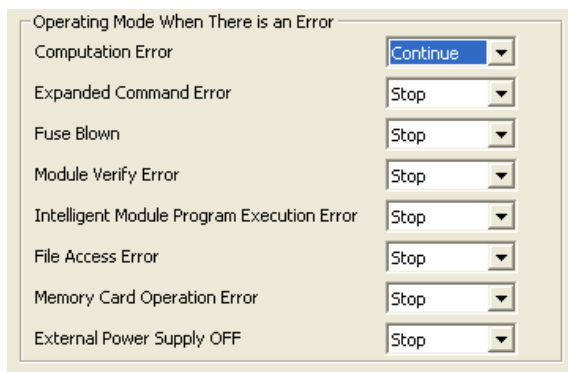 Operating Mode When There is an Error
Computation Error Continue
Expanded Command Error Stop
Fuse Blown Stop
Module Verify Error Stop
Intelligent Module Program Execution Error Stop
File Access Error Stop
Memory Card Operation Error Stop
External Power Supply OFF Stop